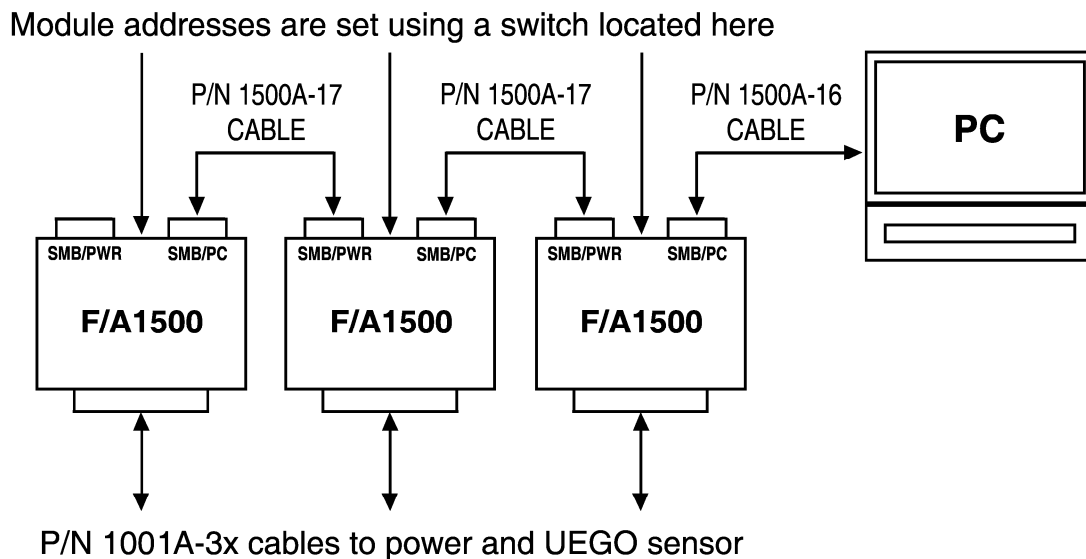 Module addresses are set using a switch located here
P/N 1500A-17
CABLE
P/N 1500A-17
CABLE
P/N 1500A-16
CABLE
PC
SMB/PWR
SMB/PC
SMB/PWR
SMB/PC
SMB/PWR
SMB/PC
F/A1500
F/A1500
F/A1500
P/N 1001A-3x cables to power and UEGO sensor